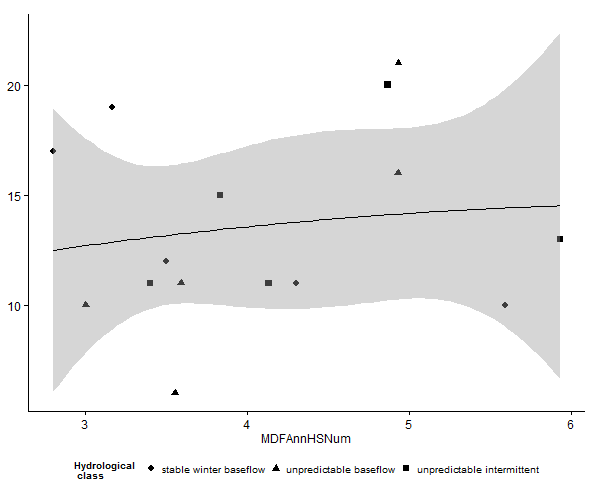 20
15
10
3 4 5 6
MDFAnnHSNum
Hydrological
class
stable winter baseflow unpredictable baseflow unpredictable intermittent